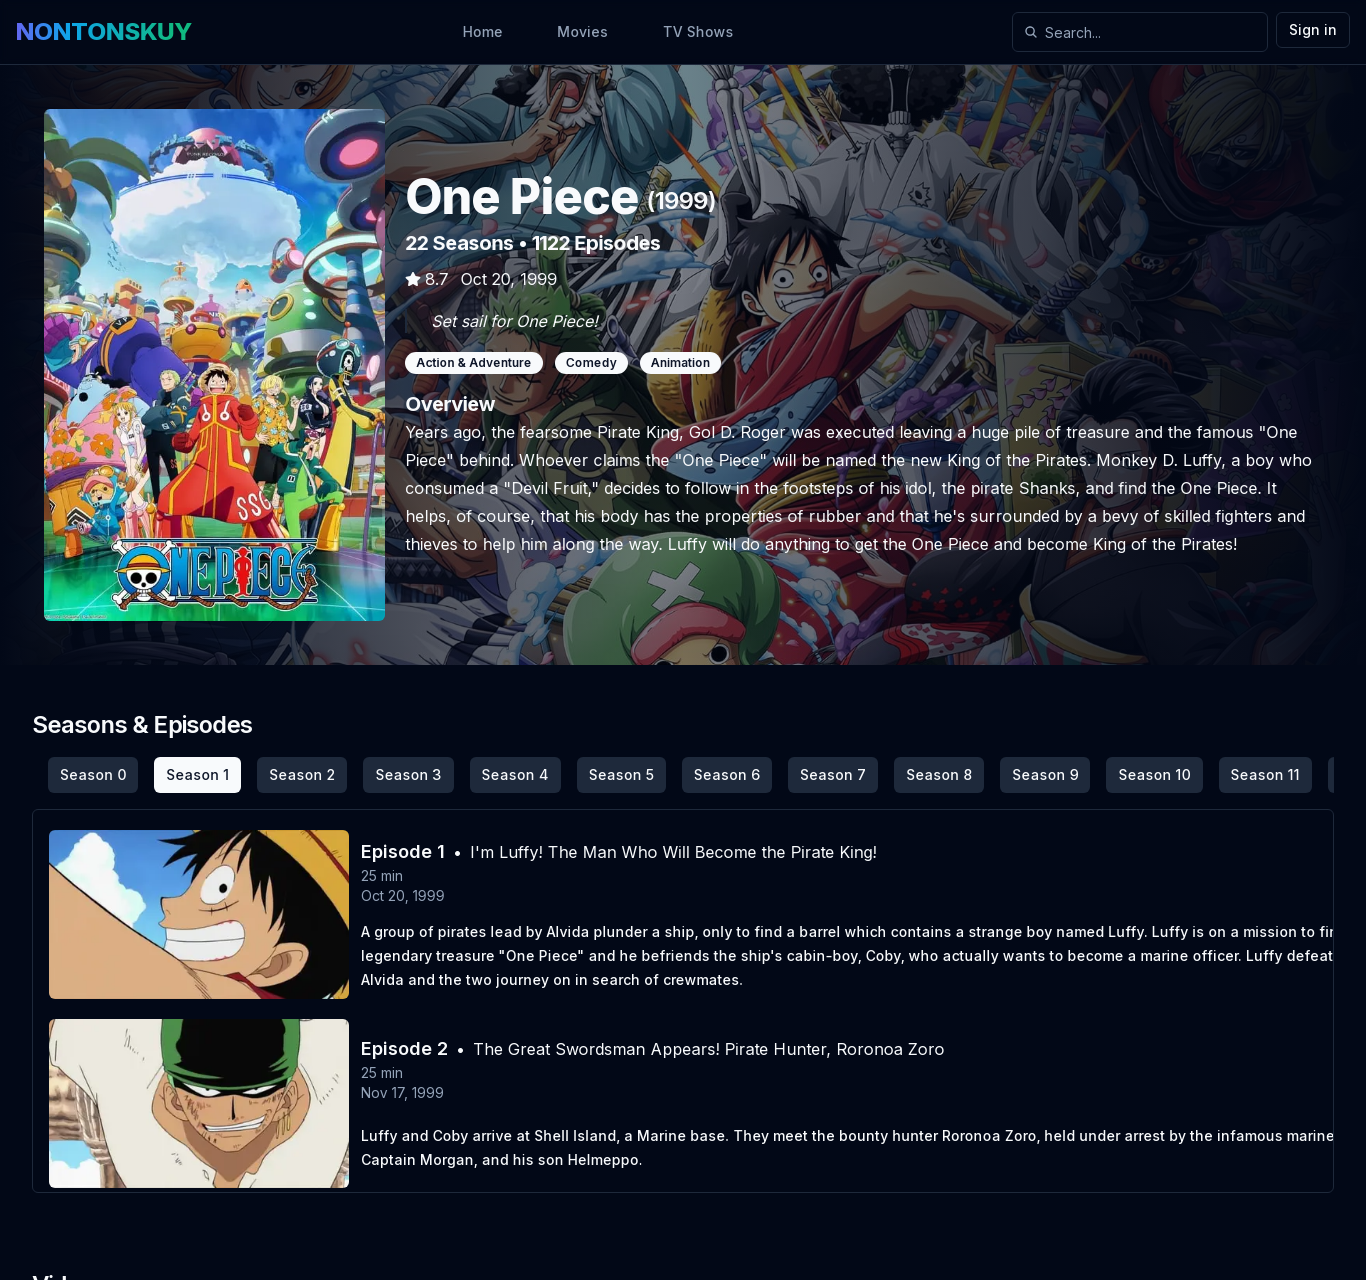 NONTONSKUY
Home
Movies
TV Shows
Search...
Sign in
One Piece (1999)
22 Seasons • 1122 Episodes
8.7 Oct 20, 1999
Set sail for One Piece!
Action & Adventure
Comedy
Animation
Overview
Years ago, the fearsome Pirate King, Gol D. Roger was executed leaving a huge pile of treasure and the famous "One
Piece" behind. Whoever claims the "One Piece" will be named the new King of the Pirates. Monkey D. Luffy, a boy who
consumed a "Devil Fruit," decides to follow in the footsteps of his idol, the pirate Shanks, and find the One Piece. It
helps, of course, that his body has the properties of rubber and that he's surrounded by a bevy of skilled fighters and
thieves to help him along the way. Luffy will do anything to get the One Piece and become King of the Pirates!
ONE PIECE
Seasons & Episodes
Season 0
Season 1
Season 2
Season 3
Season 4
Season 5
Season 6
Season 7
Season 8
Season 9
Season 10
Season 11
Episode 1 • I'm Luffy! The Man Who Will Become the Pirate King!
25 min
Oct 20, 1999
A group of pirates lead by Alvida plunder a ship, only to find a barrel which contains a strange boy named Luffy. Luffy is on a mission to
legendary treasure "One Piece" and he befriends the ship's cabin-boy, Coby, who actually wants to become a marine officer. Luffy defeat
Alvida and the two journey on in search of crewmates.
Episode 2 • The Great Swordsman Appears! Pirate Hunter, Roronoa Zoro
25 min
Nov 17, 1999
Luffy and Coby arrive at Shell Island, a Marine base. They meet the bounty hunter Roronoa Zoro, held under arrest by the infamous marine
Captain Morgan, and his son Helmeppo.